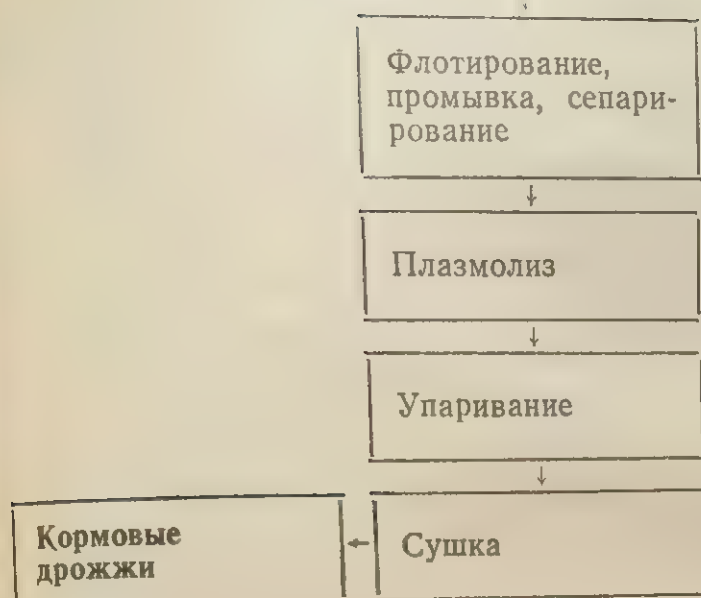 Флотирование,
промывка, сепари-
рование
Плазмолиз
Упаривание
Кормовые
дрожжи
Сушка